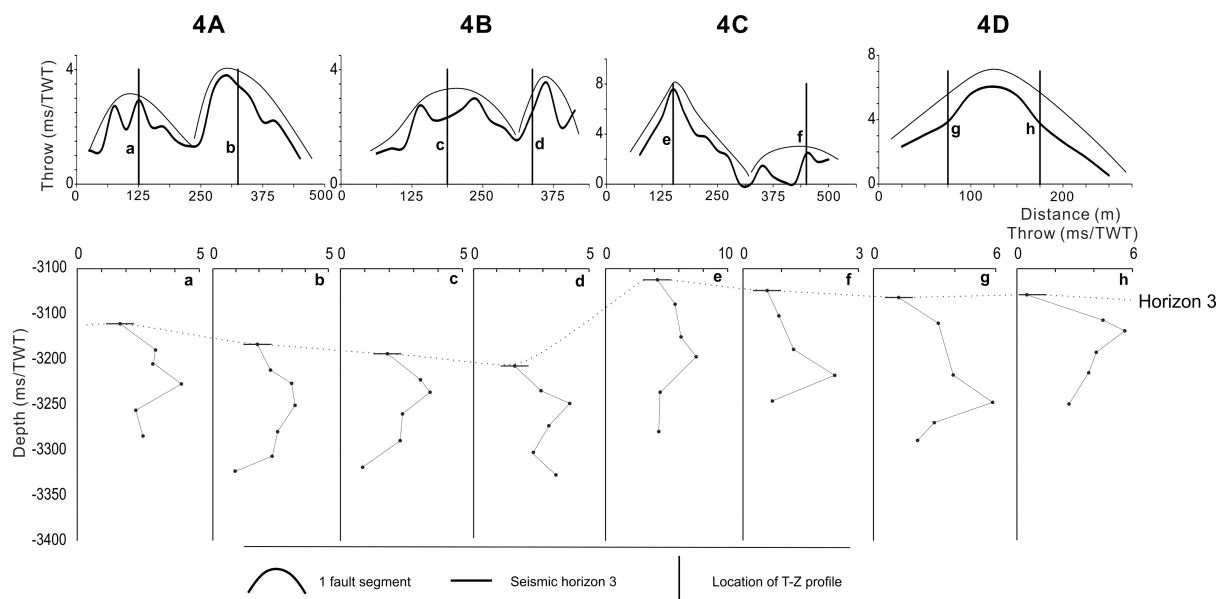 4A 4B 4C 4D
Throw (ms/TWT)
4 4 8 8
4 4
a b c d e f g h
0 0 0 0
0 125 250 375 500 0 125 250 375 0 125 250 375 500 0 200
Distance (m)
Throw (ms/TWT)
0 5 0 5 0 5 0 5 0 10 0 3 0 6 0 6
Depth (ms/TWT)
-3100
a b c d e f g h
Horizon 3
-3100
-3150
-3200
-3250
-3300
-3350
-3400
1 fault segment Seismic horizon 3 Location of T-Z profile